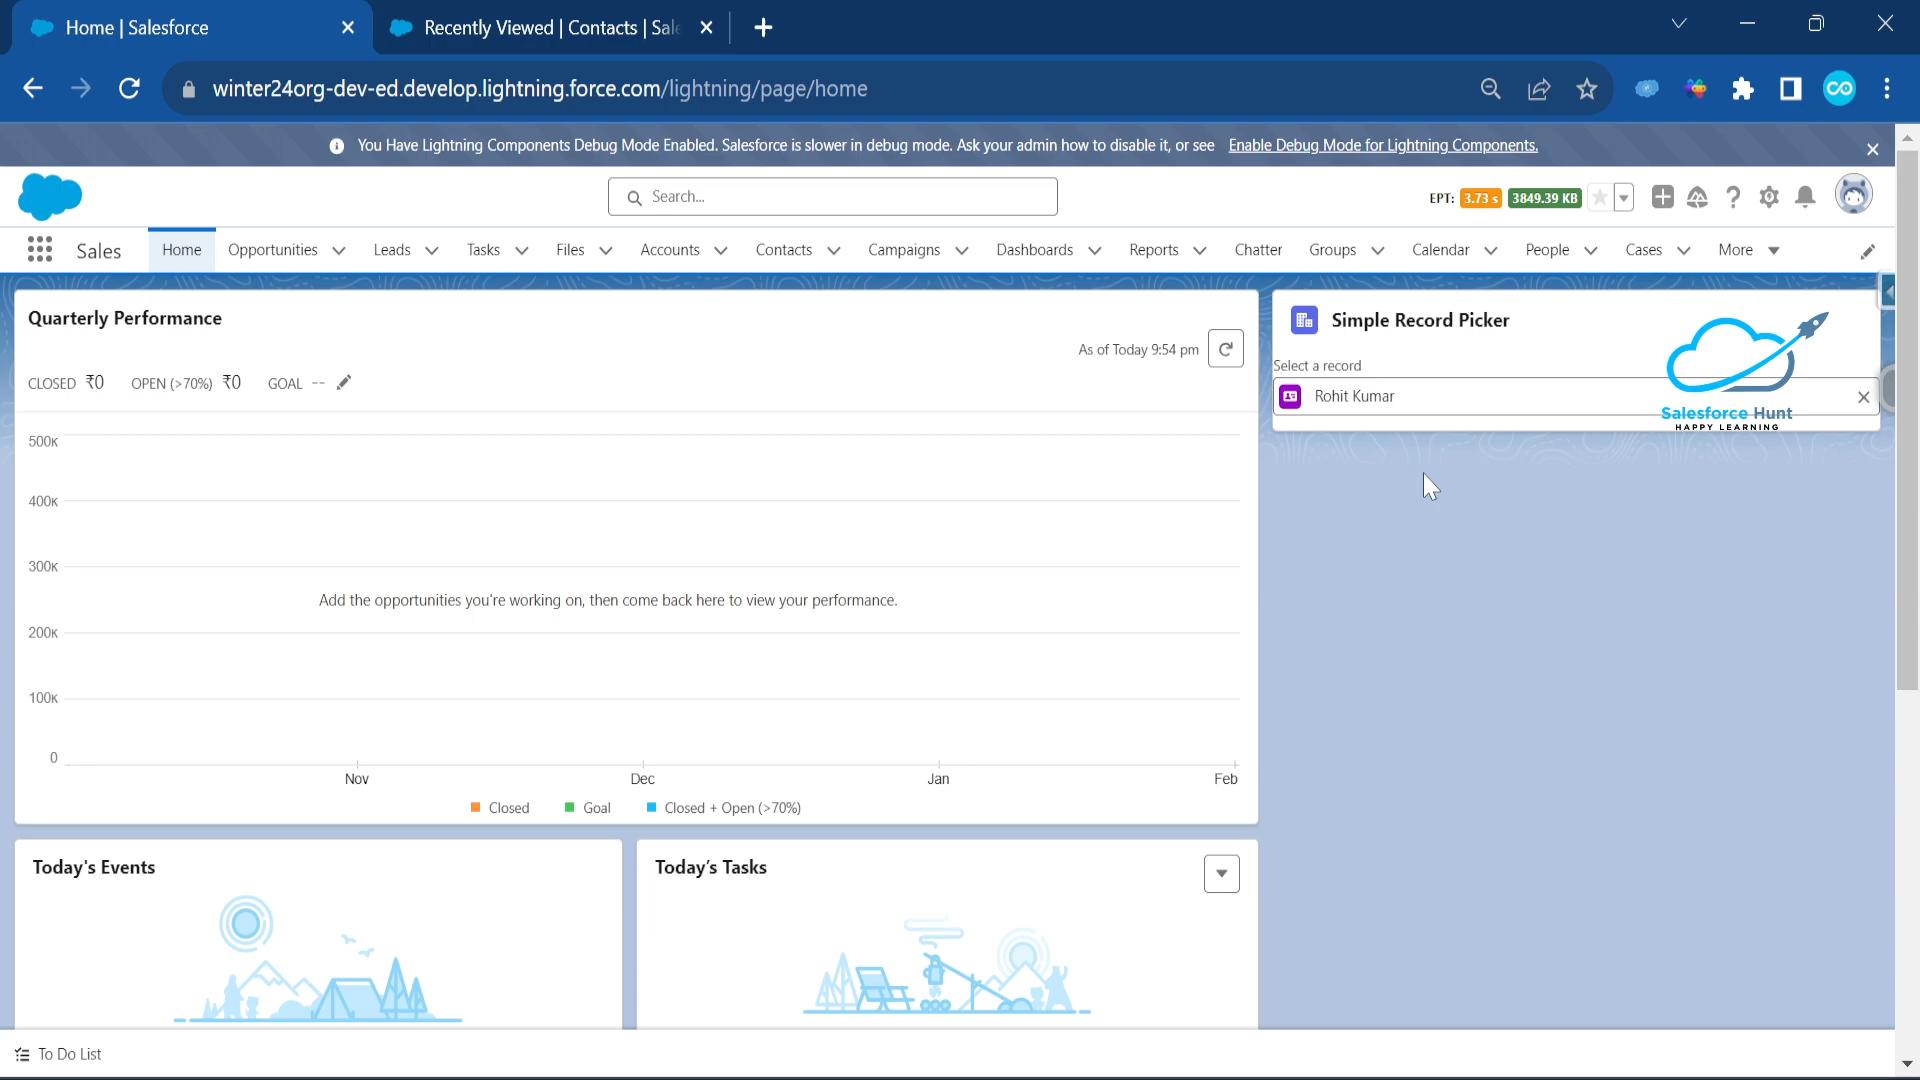 Home | Salesforce
Recently Viewed | Contacts | Sale
winter24org-dev-ed.develop.lightning.force.com/lightning/page/home
You Have Lightning Components Debug Mode Enabled. Salesforce is slower in debug mode. Ask your admin how to disable it, or see Enable Debug Mode for Lightning Components.
Search...
EPT: 3.73 s 3849.39 KB
Sales Home Opportunities Leads Tasks Files Accounts Contacts Campaigns Dashboards Reports Chatter Groups Calendar People Cases More
Quarterly Performance
As of Today 9:54 pm
CLOSED ₹0 OPEN (>70%) ₹0 GOAL --
500K
400K
300K
Add the opportunities you're working on, then come back here to view your performance.
200K
100K
0
Nov Dec Jan Feb
Closed Goal Closed + Open (>70%)
Simple Record Picker
Select a record
Rohit Kumar
Salesforce Hunt
HAPPY LEARNING
Today's Events
Today's Tasks
To Do List